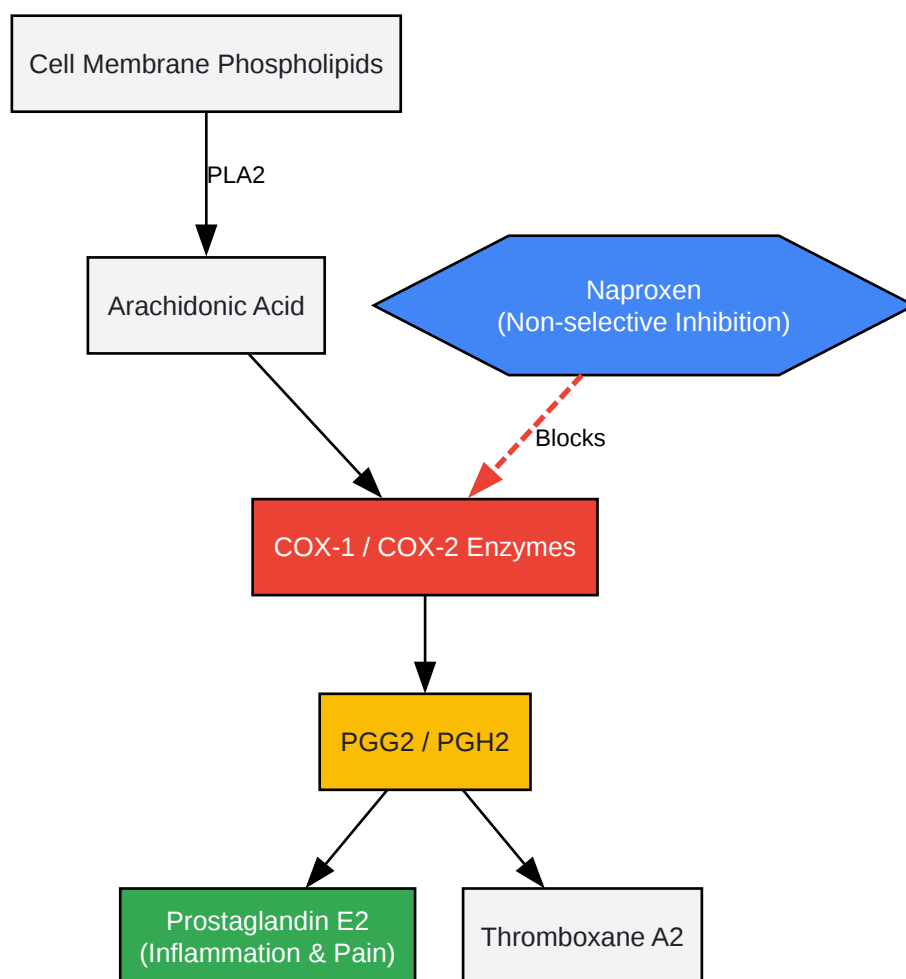 Cell Membrane Phospholipids
PLA2
Arachidonic Acid
Naproxen
(Non-selective Inhibition)
Blocks
COX-1 / COX-2 Enzymes
PGG2 / PGH2
Prostaglandin E2
(Inflammation & Pain)
Thromboxane A2